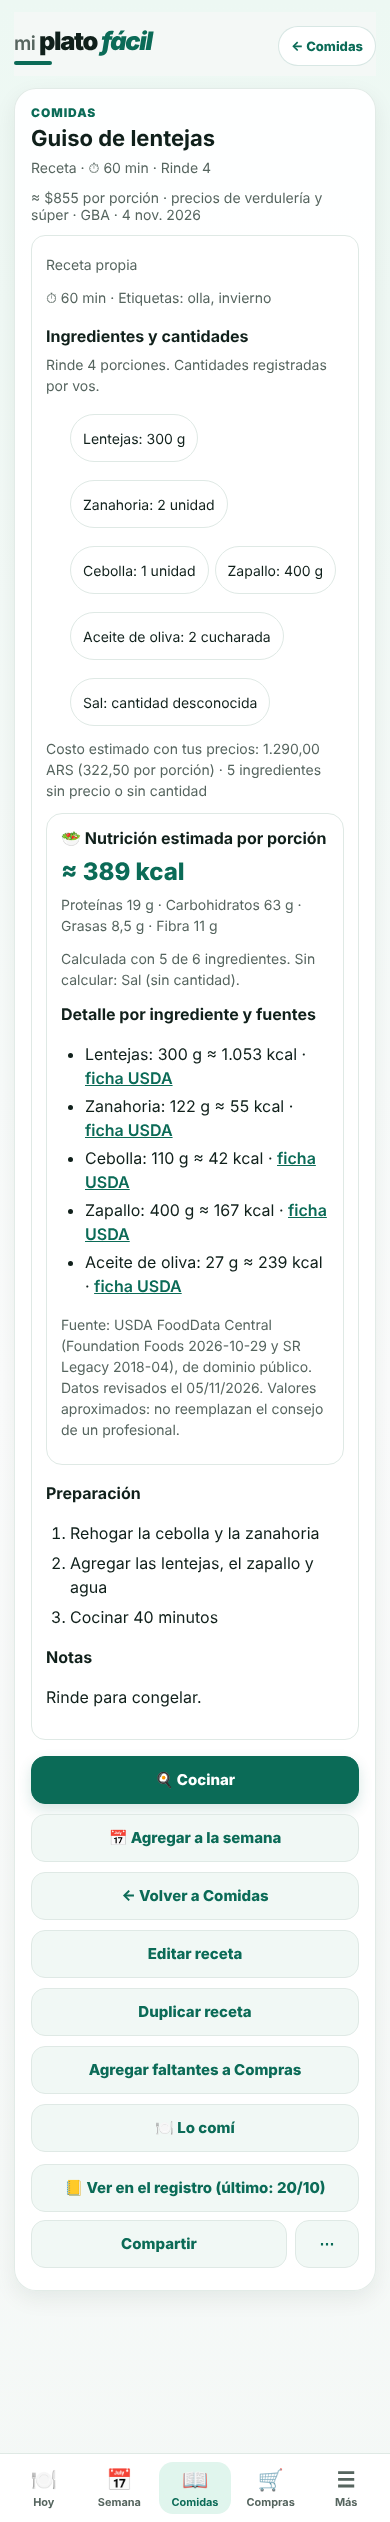 mi plato fácil
← Comidas
COMIDAS
Guiso de lentejas
Receta · ⏱ 60 min · Rinde 4
≈ $855 por porción · precios de verdulería y
súper · GBA · 4 nov. 2026
Receta propia
⏱ 60 min · Etiquetas: olla, invierno
Ingredientes y cantidades
Rinde 4 porciones. Cantidades registradas
por vos.
Lentejas: 300 g
Zanahoria: 2 unidad
Cebolla: 1 unidad
Zapallo: 400 g
Aceite de oliva: 2 cucharada
Sal: cantidad desconocida
Costo estimado con tus precios: 1.290,00
ARS (322,50 por porción) · 5 ingredientes
sin precio o sin cantidad
🥗 Nutrición estimada por porción
≈ 389 kcal
Proteínas 19 g · Carbohidratos 63 g ·
Grasas 8,5 g · Fibra 11 g
Calculada con 5 de 6 ingredientes. Sin
calcular: Sal (sin cantidad).
Detalle por ingrediente y fuentes
• Lentejas: 300 g ≈ 1.053 kcal ·
ficha USDA
• Zanahoria: 122 g ≈ 55 kcal ·
ficha USDA
• Cebolla: 110 g ≈ 42 kcal · ficha
USDA
• Zapallo: 400 g ≈ 167 kcal · ficha
USDA
• Aceite de oliva: 27 g ≈ 239 kcal
· ficha USDA
Fuente: USDA FoodData Central
(Foundation Foods 2026-10-29 y SR
Legacy 2018-04), de dominio público.
Datos revisados el 05/11/2026. Valores
aproximados: no reemplazan el consejo
de un profesional.
Preparación
1. Rehogar la cebolla y la zanahoria
2. Agregar las lentejas, el zapallo y
agua
3. Cocinar 40 minutos
Notas
Rinde para congelar.
🍳 Cocinar
📅 Agregar a la semana
← Volver a Comidas
Editar receta
Duplicar receta
Agregar faltantes a Compras
🍽️ Lo comí
📒 Ver en el registro (último: 20/10)
Compartir
⋯
Hoy
Semana
Comidas
Compras
Más